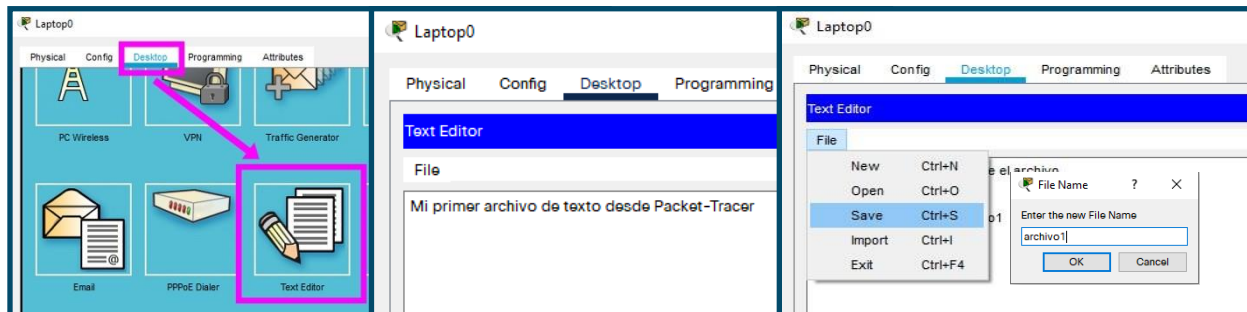 Laptop0
Physical Config Desktop Programming Attributes
PC Wireless VPN Traffic Generator
Email PPPoE Dialer Text Editor
Laptop0
Physical Config Desktop Programming
Text Editor
File
Mi primer archivo de texto desde Packet-Tracer
Laptop0
Physical Config Desktop Programming Attributes
Text Editor
File
New Ctrl+N
Open Ctrl+O
Save Ctrl+S
Import Ctrl+I
Exit Ctrl+F4
e el archivo
o1
File Name ? X
Enter the new File Name
archivo1
OK Cancel